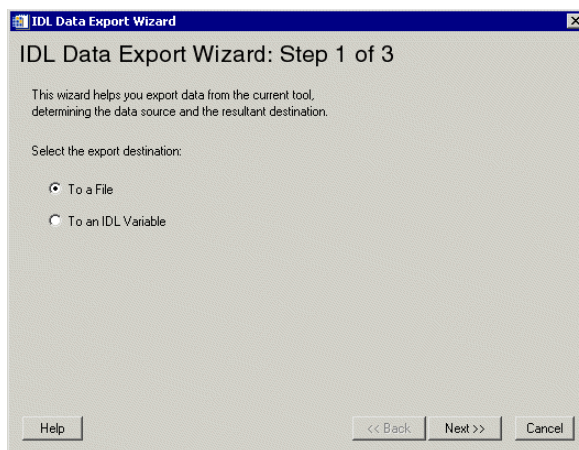 IDL Data Export Wizard
IDL Data Export Wizard: Step 1 of 3
This wizard helps you export data from the current tool,
determining the data source and the resultant destination.
Select the export destination:
To a File
To an IDL Variable
Help
<< Back
Next >>
Cancel